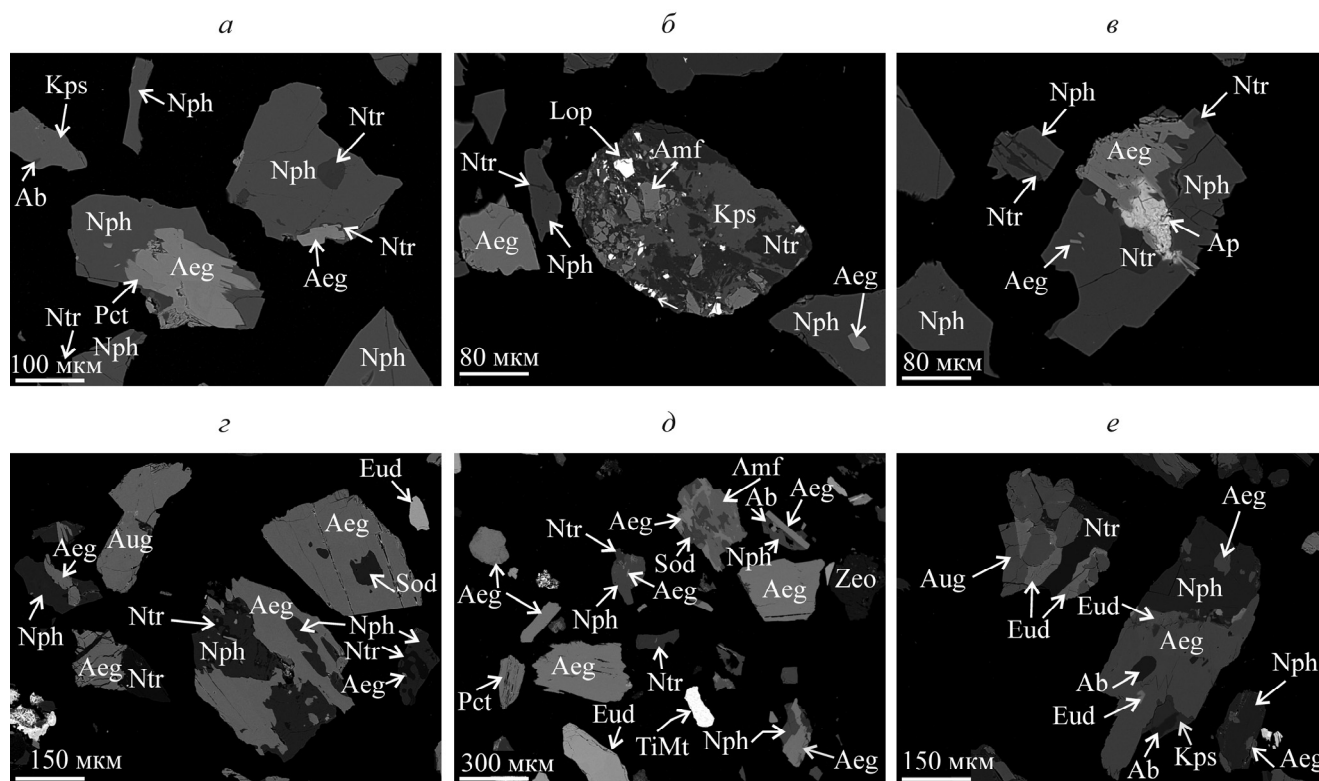 а
б
в
Kps
Nph
Ntr
Nph
Ab
Nph
Aeg
Ntr
Aeg
Pct
Ntr
Nph
Nph
100 мкм
Lop
Amf
Ntr
Kps
Aeg
Nph
Ntr
Aeg
Nph
80 мкм
Nph
Ntr
Aeg
Nph
Ntr
Ap
Ntr
Aeg
Nph
80 мкм
г
д
е
Eud
Aeg
Aug
Aeg
Sod
Nph
Ntr
Aeg
Nph
Nph
Ntr
Aeg
Ntr
Aeg
150 мкм
Amf
Ab
Aeg
Aeg
Ntr
Sod
Nph
Aeg
Aeg
Zeo
Aeg
Nph
Aeg
Ntr
Pct
Eud
TiMt
Nph
Aeg
300 мкм
Aeg
Ntr
Nph
Aug
Eud
Eud
Aeg
Ab
Nph
Eud
Ab
Kps
Aeg
150 мкм